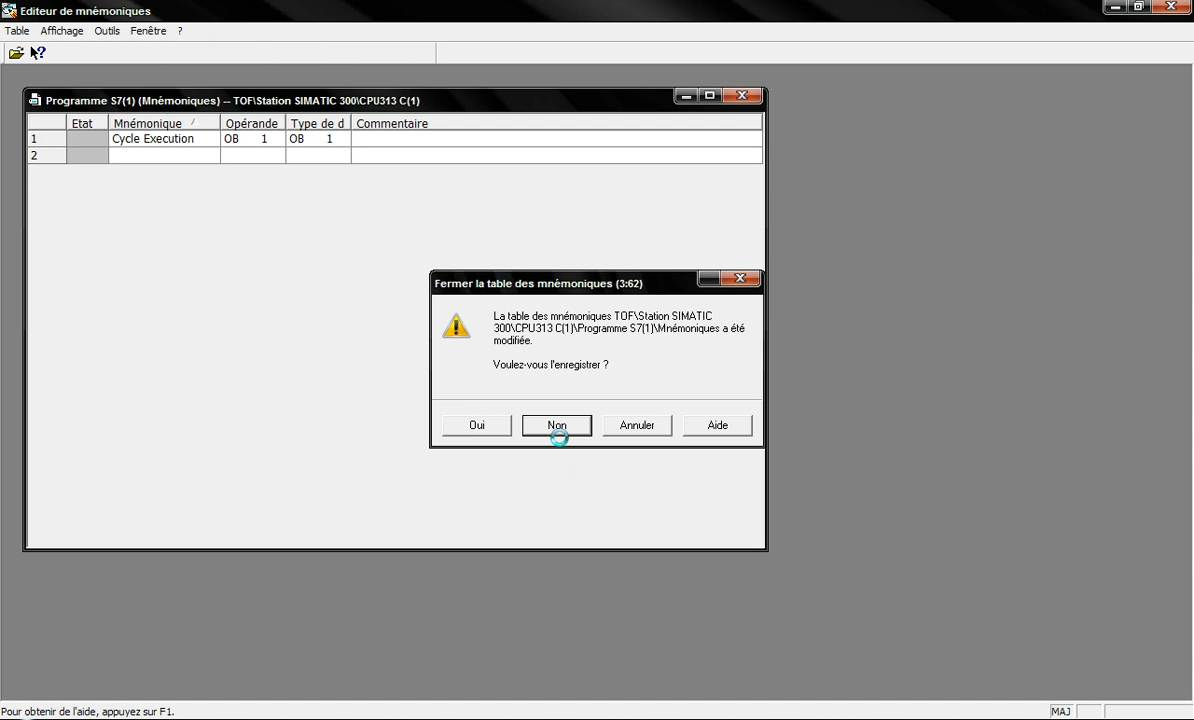 Editeur de mnémoniques
Table Affichage Outils Fenêtre ?
Programme S7(1) (Mnémoniques) -- TOF\Station SIMATIC 300\CPU313 C(1)
Etat Mnémonique Opérande Type de d Commentaire
1 Cycle Execution OB 1 OB 1
2
Fermer la table des mnémoniques (3:62)
La table des mnémoniques TOF\Station SIMATIC
300\CPU313 C(1)\Programme S7(1)\Mnémoniques a été
modifiée.
Voulez-vous l'enregistrer ?
Oui Non Annuler Aide
Pour obtenir de l'aide, appuyez sur F1.
MAJ